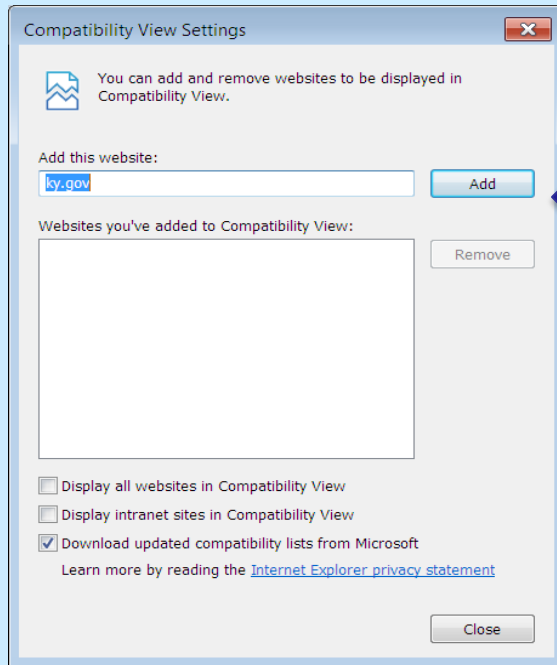 Compatibility View Settings
You can add and remove websites to be displayed in
Compatibility View.
Add this website:
ky.gov
Add
Websites you've added to Compatibility View:
Remove
Display all websites in Compatibility View
Display intranet sites in Compatibility View
Download updated compatibility lists from Microsoft
Learn more by reading the Internet Explorer privacy statement
Close